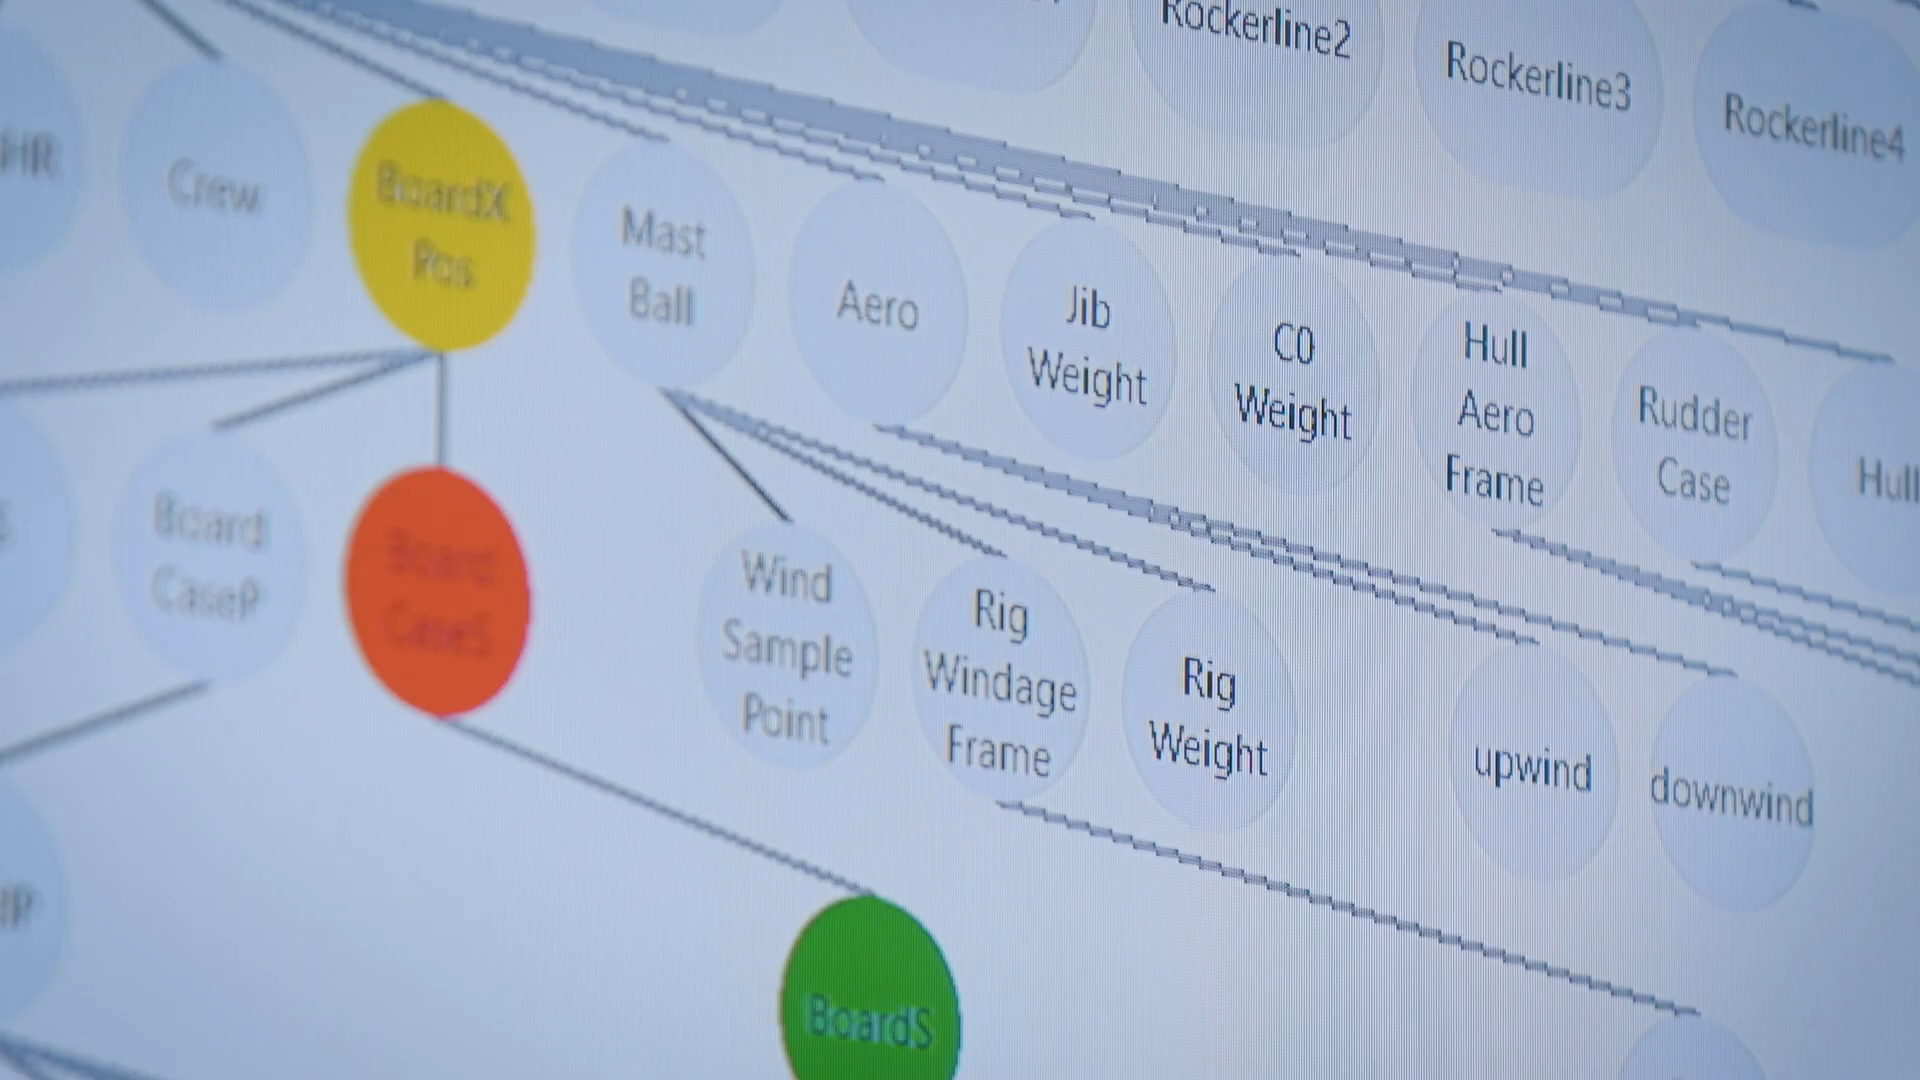 Rockerline2
Rockerline3
Rockerline4
HR
Crew
BoardX
Pos
Mast
Ball
Aero
Jib
Weight
C0
Weight
Hull
Aero
Frame
Rudder
Case
Hull
Board
CaseP
Board
CaseS
Wind
Sample
Point
Rig
Windage
Frame
Rig
Weight
upwind
downwind
BoardS